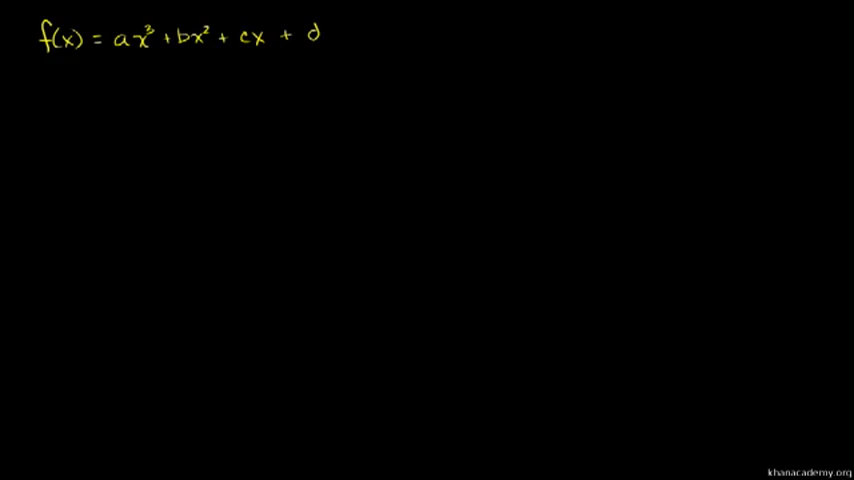 f(x) = ax³ + bx² + cx + d
khanacademy.org